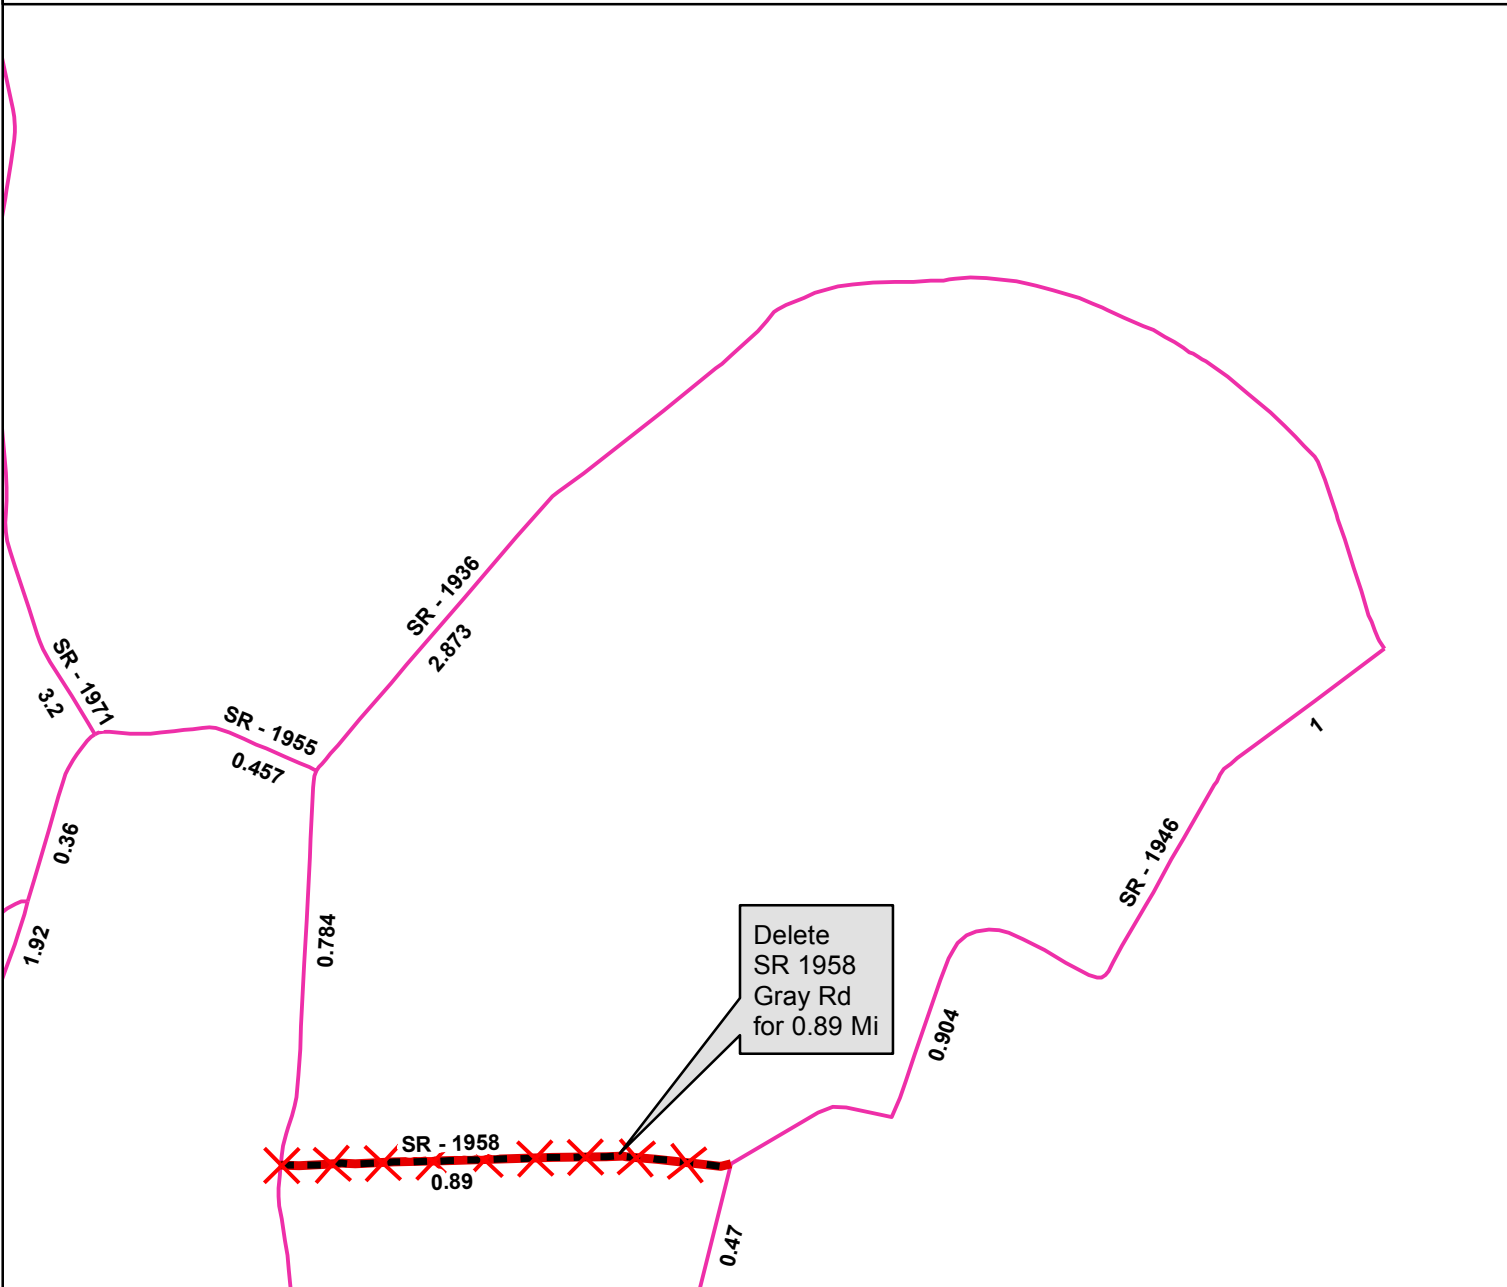 SR - 1936
2.873
SR - 1971
3.2
SR - 1955
0.457
1
0.36
SR - 1946
1.92
0.784
Delete
SR 1958
Gray Rd
for 0.89 Mi
0.904
SR - 1958
0.89
0.47